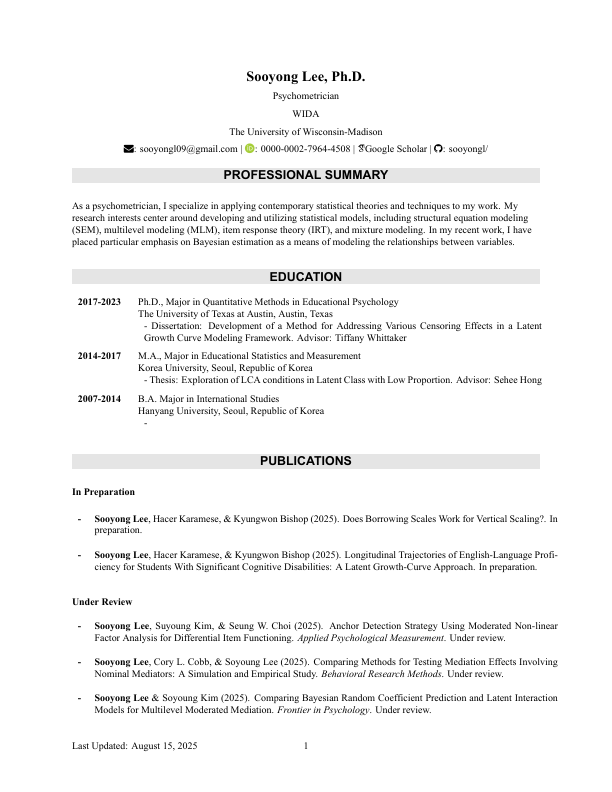 Sooyong Lee, Ph.D.
Psychometrician
WIDA
The University of Wisconsin-Madison
: sooyongl09@gmail.com | iD: 0000-0002-7964-4508 | Google Scholar | : sooyongl/
PROFESSIONAL SUMMARY
As a psychometrician, I specialize in applying contemporary statistical theories and techniques to my work. My
research interests center around developing and utilizing statistical models, including structural equation modeling
(SEM), multilevel modeling (MLM), item response theory (IRT), and mixture modeling. In my recent work, I have
placed particular emphasis on Bayesian estimation as a means of modeling the relationships between variables.
EDUCATION
2017-2023 Ph.D., Major in Quantitative Methods in Educational Psychology
The University of Texas at Austin, Austin, Texas
- Dissertation: Development of a Method for Addressing Various Censoring Effects in a Latent
Growth Curve Modeling Framework. Advisor: Tiffany Whittaker
2014-2017 M.A., Major in Educational Statistics and Measurement
Korea University, Seoul, Republic of Korea
- Thesis: Exploration of LCA conditions in Latent Class with Low Proportion. Advisor: Sehee Hong
2007-2014 B.A. Major in International Studies
Hanyang University, Seoul, Republic of Korea
-
PUBLICATIONS
In Preparation
- Sooyong Lee, Hacer Karamese, & Kyungwon Bishop (2025). Does Borrowing Scales Work for Vertical Scaling?. In
preparation.
- Sooyong Lee, Hacer Karamese, & Kyungwon Bishop (2025). Longitudinal Trajectories of English-Language Profi-
ciency for Students With Significant Cognitive Disabilities: A Latent Growth-Curve Approach. In preparation.
Under Review
- Sooyong Lee, Suyoung Kim, & Seung W. Choi (2025). Anchor Detection Strategy Using Moderated Non-linear
Factor Analysis for Differential Item Functioning. Applied Psychological Measurement. Under review.
- Sooyong Lee, Cory L. Cobb, & Soyoung Lee (2025). Comparing Methods for Testing Mediation Effects Involving
Nominal Mediators: A Simulation and Empirical Study. Behavioral Research Methods. Under review.
- Sooyong Lee & Soyoung Kim (2025). Comparing Bayesian Random Coefficient Prediction and Latent Interaction
Models for Multilevel Moderated Mediation. Frontier in Psychology. Under review.
Last Updated: August 15, 2025 1